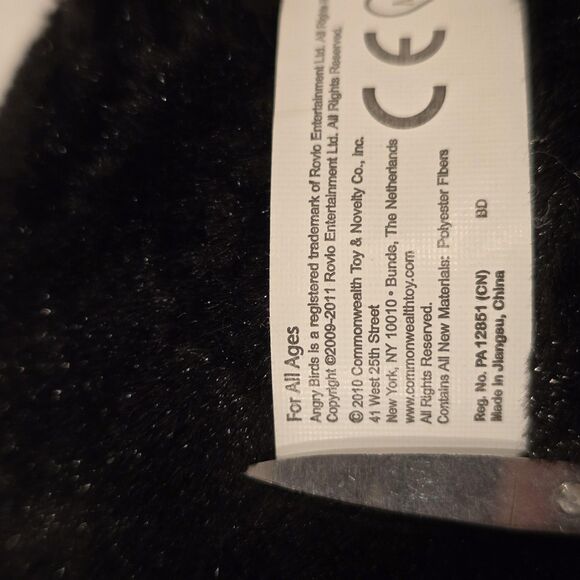 For All Ages
Angry Birds is a registered trademark of Rovio Entertainment Ltd. All Rights
Copyright ©2009-2011 Rovio Entertainment Ltd. All Rights Reserved.
© 2010 Commonwealth Toy & Novelty Co., Inc.
41 West 25th Street
New York, NY 10010 • Bunde, The Netherlands
www.commonwealthtoy.com
All Rights Reserved.
Contains All New Materials: Polyester Fibers
Reg. No. PA 12851 (CN) BD
Made in Jiangsu, China
CE